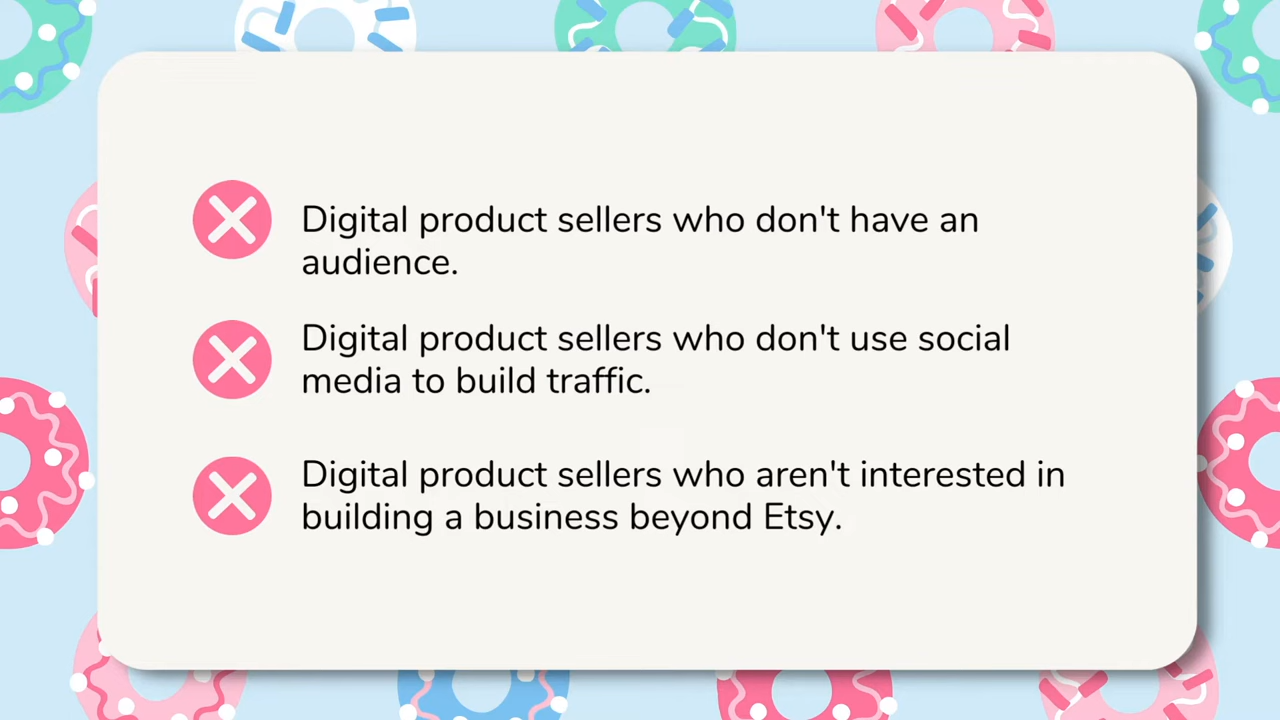 Digital product sellers who don't have an
audience.
Digital product sellers who don't use social
media to build traffic.
Digital product sellers who aren't interested in
building a business beyond Etsy.